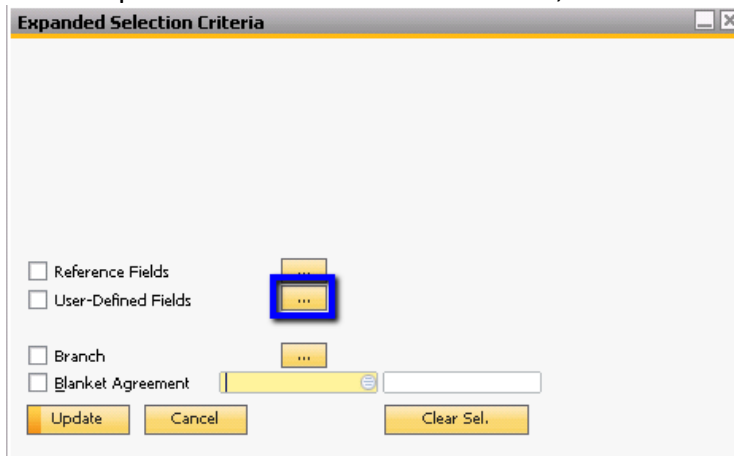 Expanded Selection Criteria
Reference Fields ...
User-Defined Fields ...
Branch ...
Blanket Agreement
Update Cancel Clear Sel.